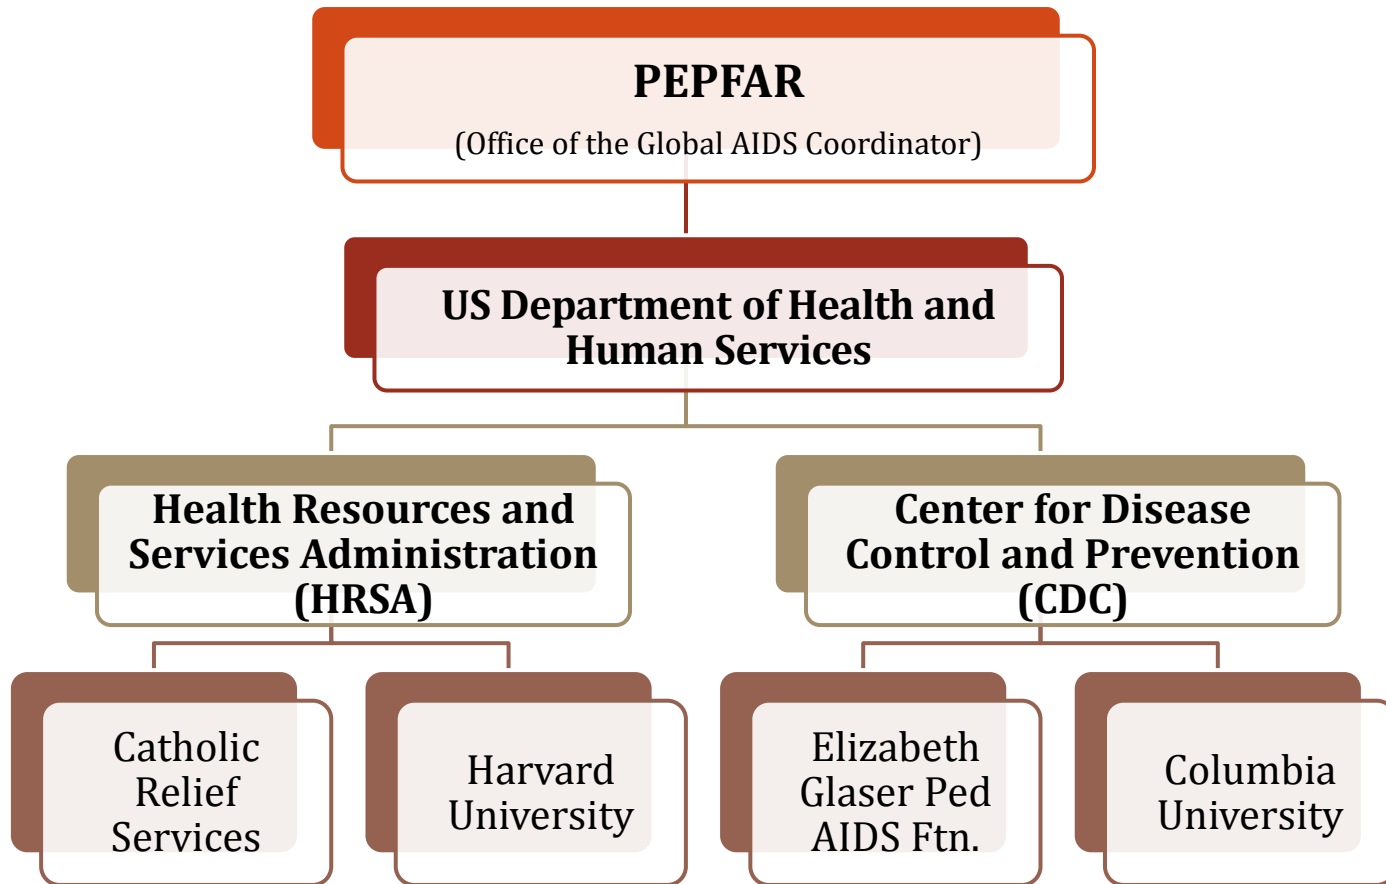 PEPFAR
(Office of the Global AIDS Coordinator)
US Department of Health and
Human Services
Health Resources and
Services Administration
(HRSA)
Center for Disease
Control and Prevention
(CDC)
Catholic
Relief
Services
Harvard
University
Elizabeth
Glaser Ped
AIDS Ftn.
Columbia
University